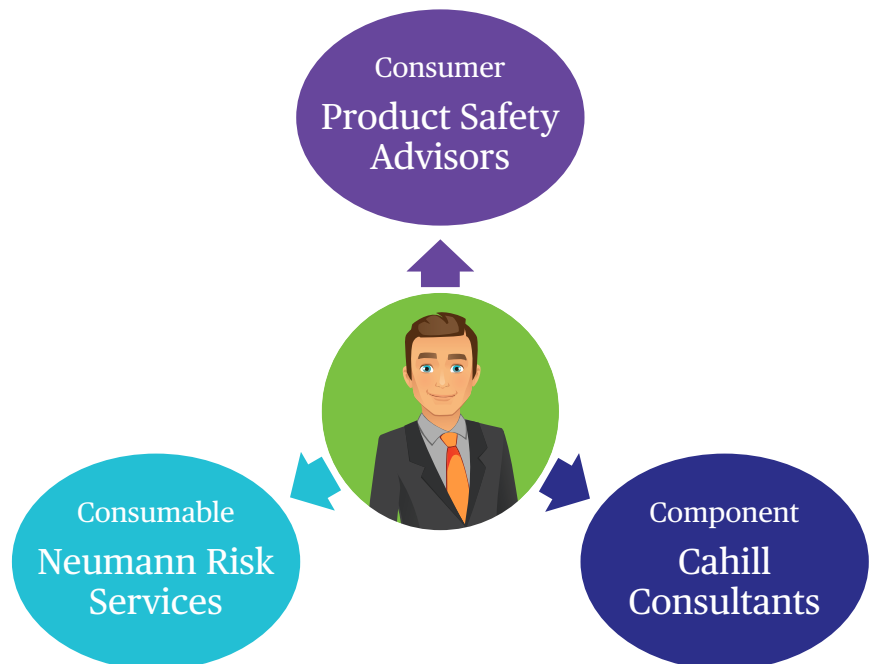 Consumer
Product Safety
Advisors
Consumable
Neumann Risk
Services
Component
Cahill
Consultants